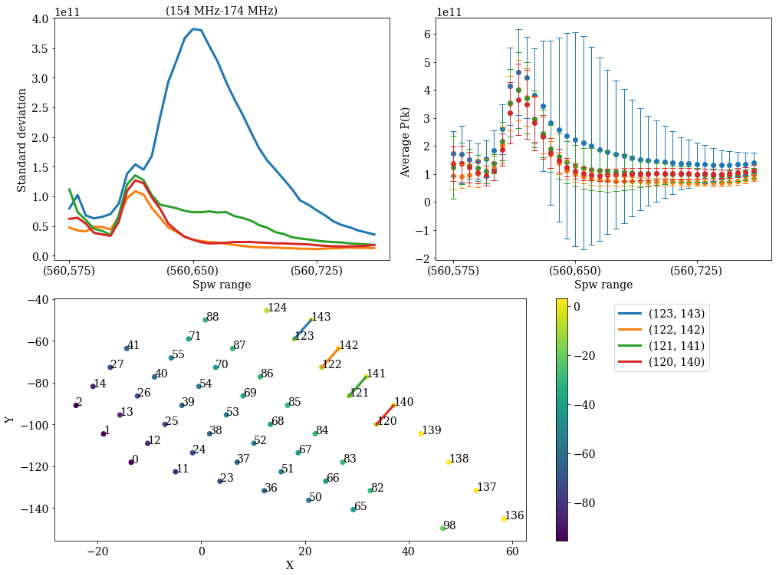 (154 MHz-174 MHz)
1e11
4.0
3.5
3.0
2.5
2.0
1.5
1.0
0.5
0.0
Standard deviation
(560,575) (560,650) (560,725)
Spw range
1e11
6
5
4
3
2
1
0
−1
−2
Average P(k)
(560,575) (560,650) (560,725)
Spw range
−40
−60
−80
−100
−120
−140
Y
−20 0 20 40 60
X
88 124 143
41 71 123 142
27 55 87 122 141
14 40 70 121 140
2 26 54 86 120 139
13 39 69 85 138
1 25 53 68 84 137
12 38 52 67 83 136
0 24 37 51 66 82
11 23 36 50 65 98
0
−20
−40
−60
−80
(123, 143)
(122, 142)
(121, 141)
(120, 140)